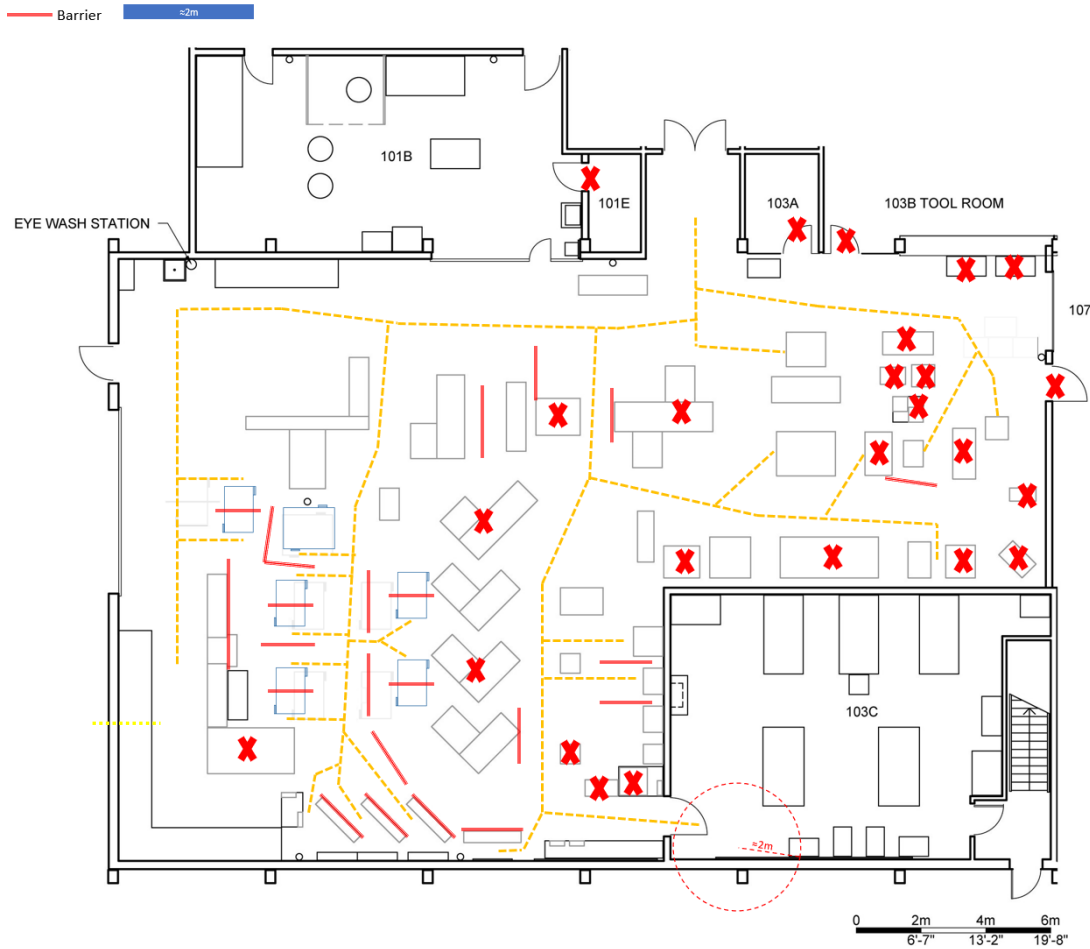 Barrier
≈2m
101B
101E
103A
103B TOOL ROOM
EYE WASH STATION
107
103C
≈2m
0 2m 4m 6m
6'-7" 13'-2" 19'-8"